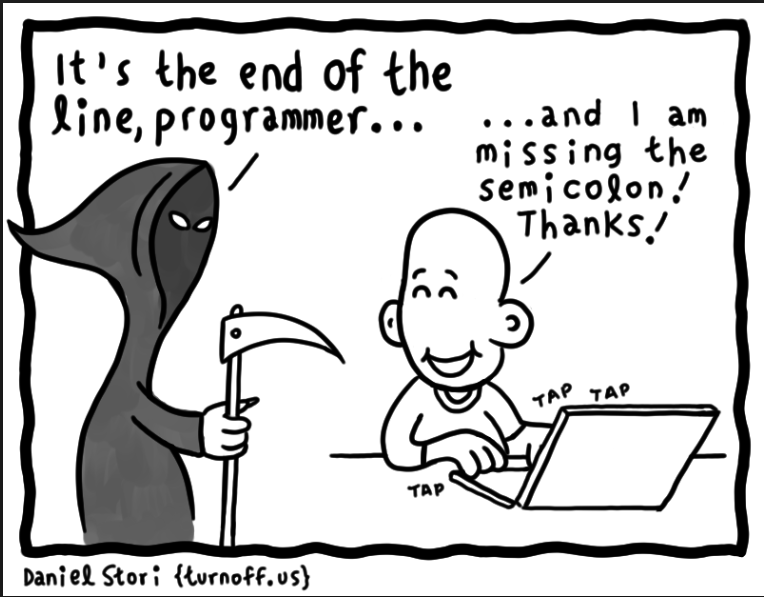 It's the end of the
line, programmer...
...and I am
missing the
semicolon!
Thanks!
TAP TAP
TAP
Daniel Stori {turnoff.us}